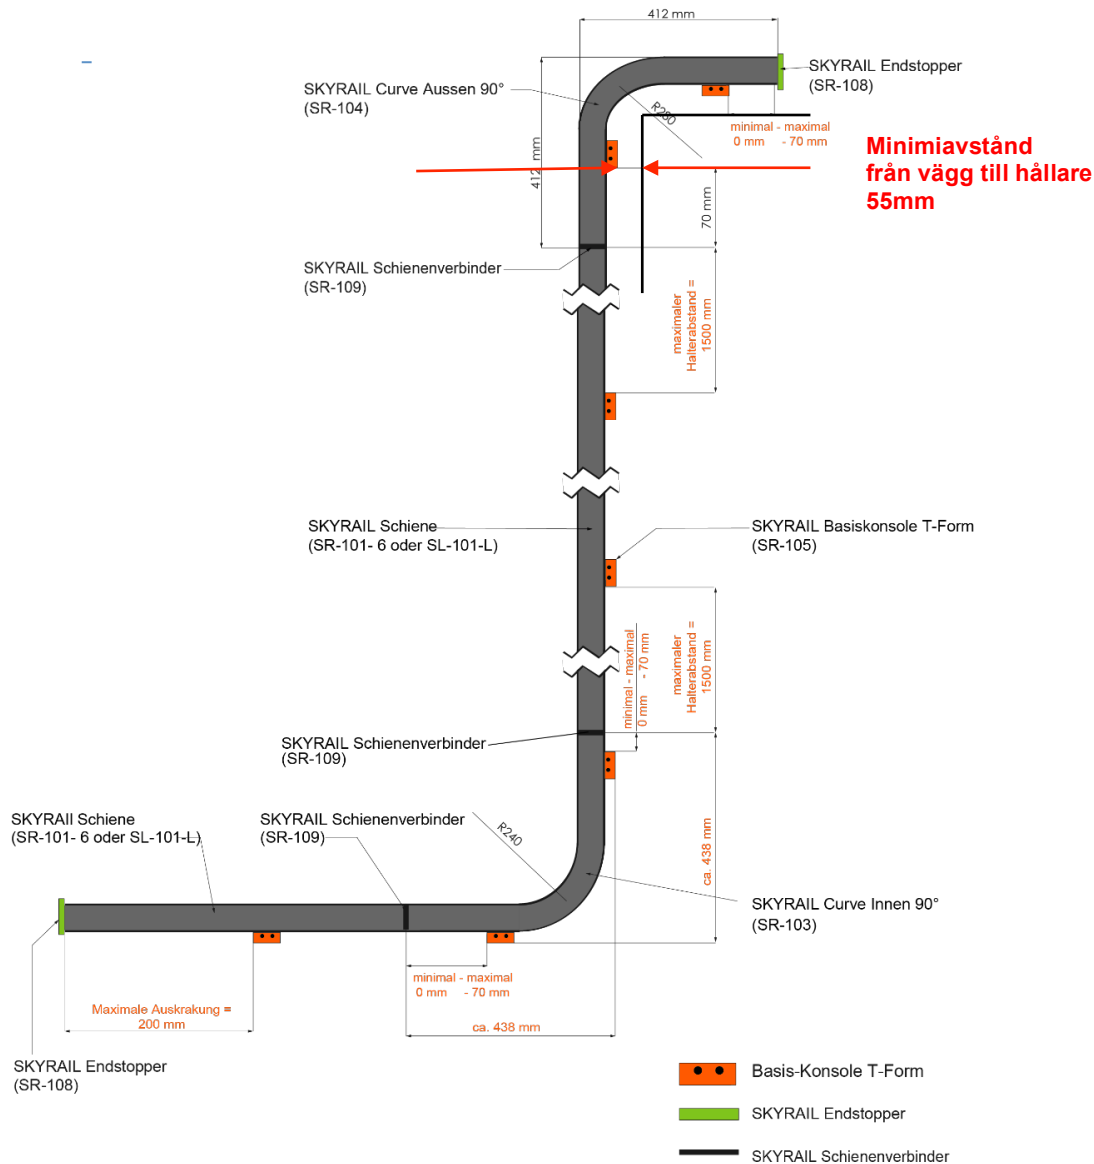 412 mm
SKYRAIL Endstopper
(SR-108)
SKYRAIL Curve Aussen 90°
(SR-104)
R280
minimal - maximal
0 mm - 70 mm
Minimiavstånd
från vägg till hållare
55mm
412 mm
70 mm
SKYRAIL Schienenverbinder
(SR-109)
maximaler
Halterabstand =
1500 mm
SKYRAIL Schiene
(SR-101- 6 oder SL-101-L)
SKYRAIL Basiskonsole T-Form
(SR-105)
minimal - maximal
0 mm - 70 mm
maximaler
Halterabstand =
1500 mm
SKYRAIL Schienenverbinder
(SR-109)
SKYRAIl Schiene
(SR-101- 6 oder SL-101-L)
SKYRAIL Schienenverbinder
(SR-109)
R240
ca. 438 mm
SKYRAIL Curve Innen 90°
(SR-103)
minimal - maximal
0 mm - 70 mm
Maximale Auskrakung =
200 mm
ca. 438 mm
SKYRAIL Endstopper
(SR-108)
Basis-Konsole T-Form
SKYRAIL Endstopper
SKYRAIL Schienenverbinder